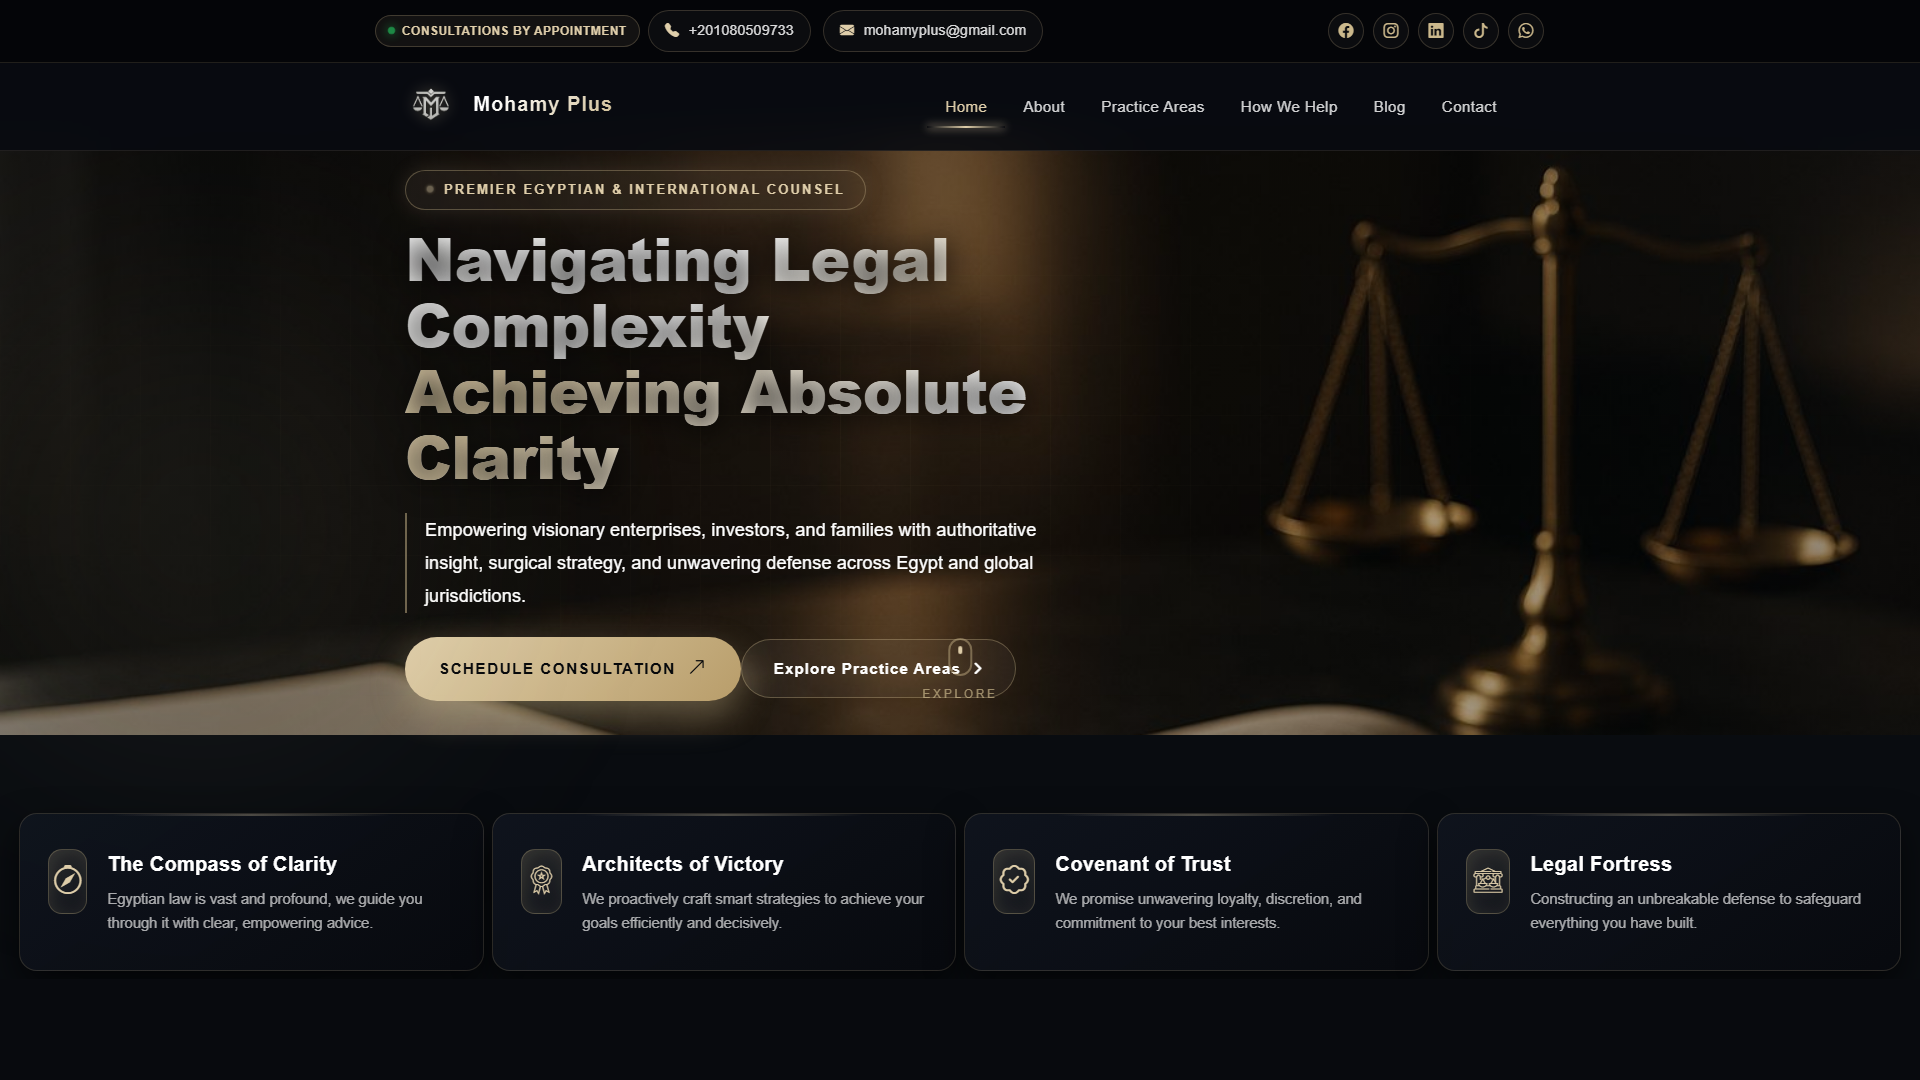 CONSULTATIONS BY APPOINTMENT
+201080509733
mohamyplus@gmail.com
Mohamy Plus
Home
About
Practice Areas
How We Help
Blog
Contact
PREMIER EGYPTIAN & INTERNATIONAL COUNSEL
Navigating Legal
Complexity
Achieving Absolute
Clarity
Empowering visionary enterprises, investors, and families with authoritative
insight, surgical strategy, and unwavering defense across Egypt and global
jurisdictions.
SCHEDULE CONSULTATION
Explore Practice Areas
EXPLORE
The Compass of Clarity
Egyptian law is vast and profound, we guide you
through it with clear, empowering advice.
Architects of Victory
We proactively craft smart strategies to achieve your
goals efficiently and decisively.
Covenant of Trust
We promise unwavering loyalty, discretion, and
commitment to your best interests.
Legal Fortress
Constructing an unbreakable defense to safeguard
everything you have built.